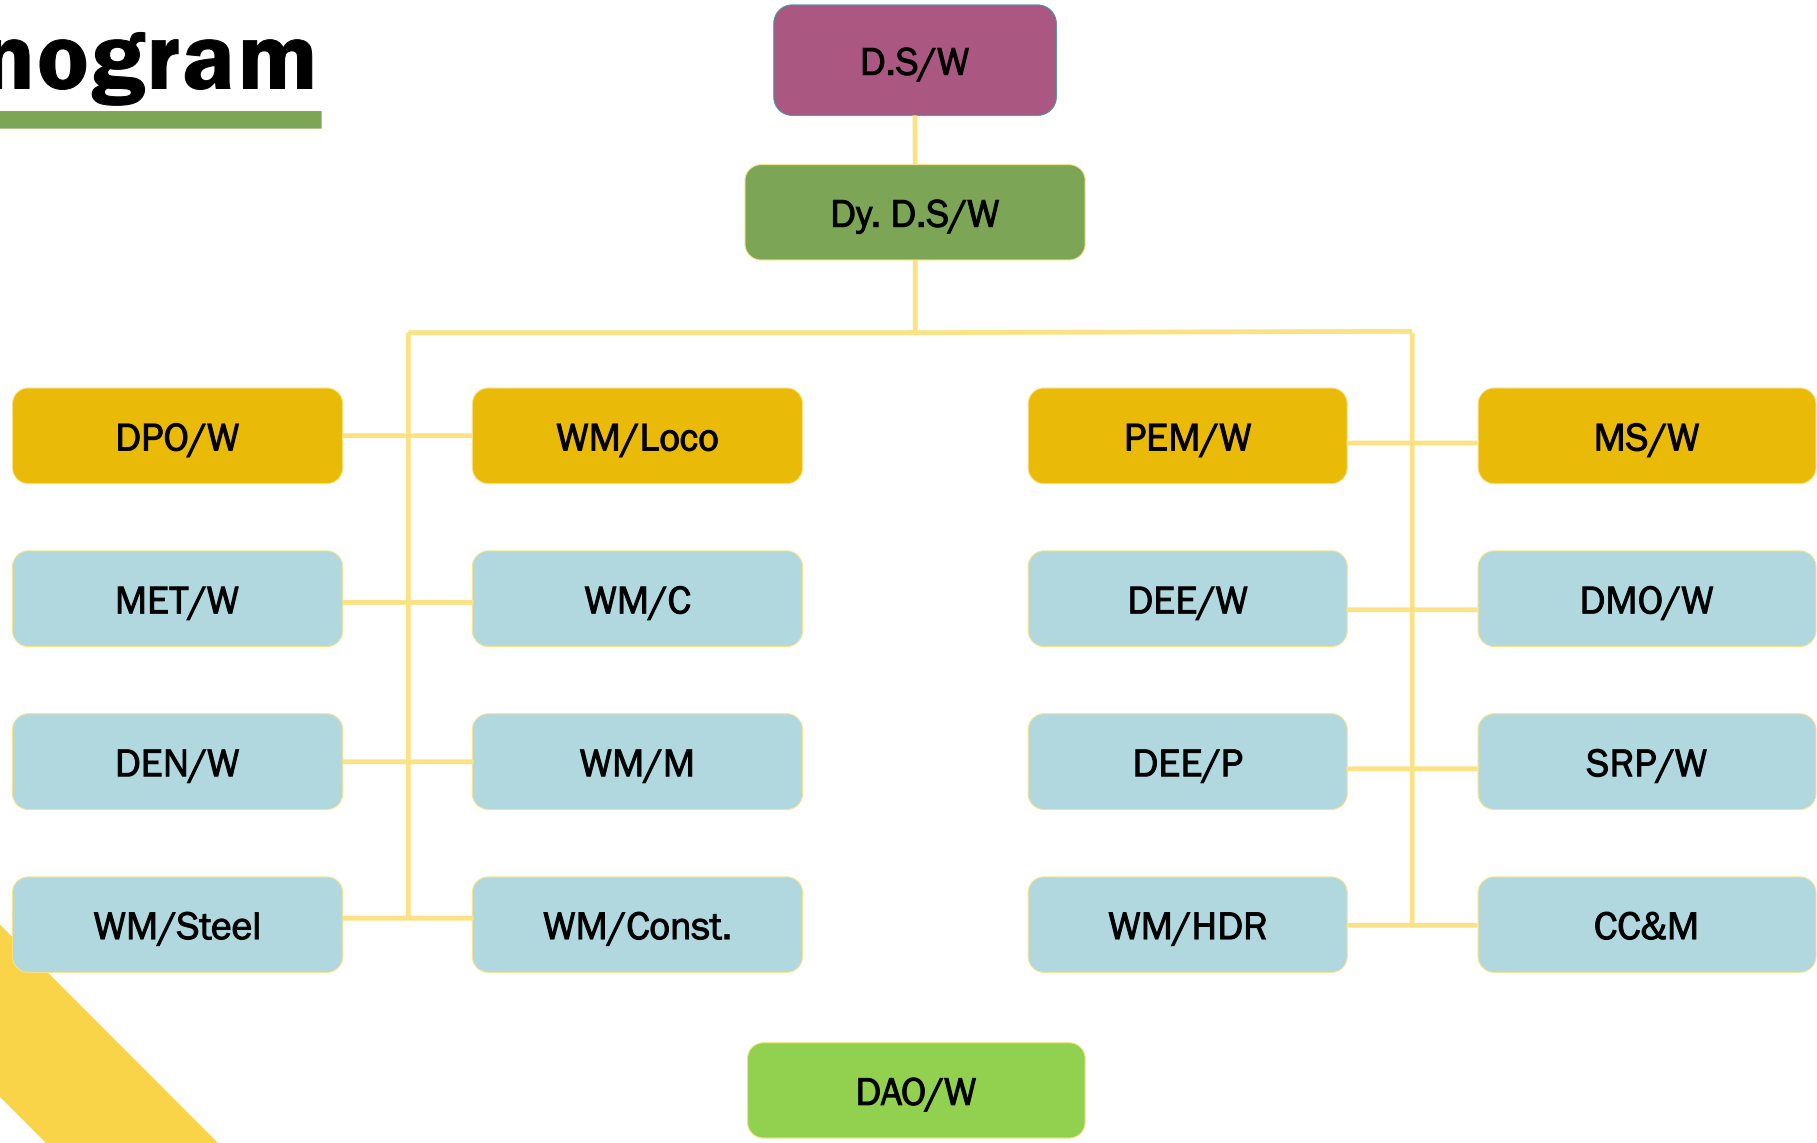 nogram
D.S/W
Dy. D.S/W
DPO/W
WM/Loco
PEM/W
MS/W
MET/W
WM/C
DEE/W
DMO/W
DEN/W
WM/M
DEE/P
SRP/W
WM/Steel
WM/Const.
WM/HDR
CC&M
DAO/W